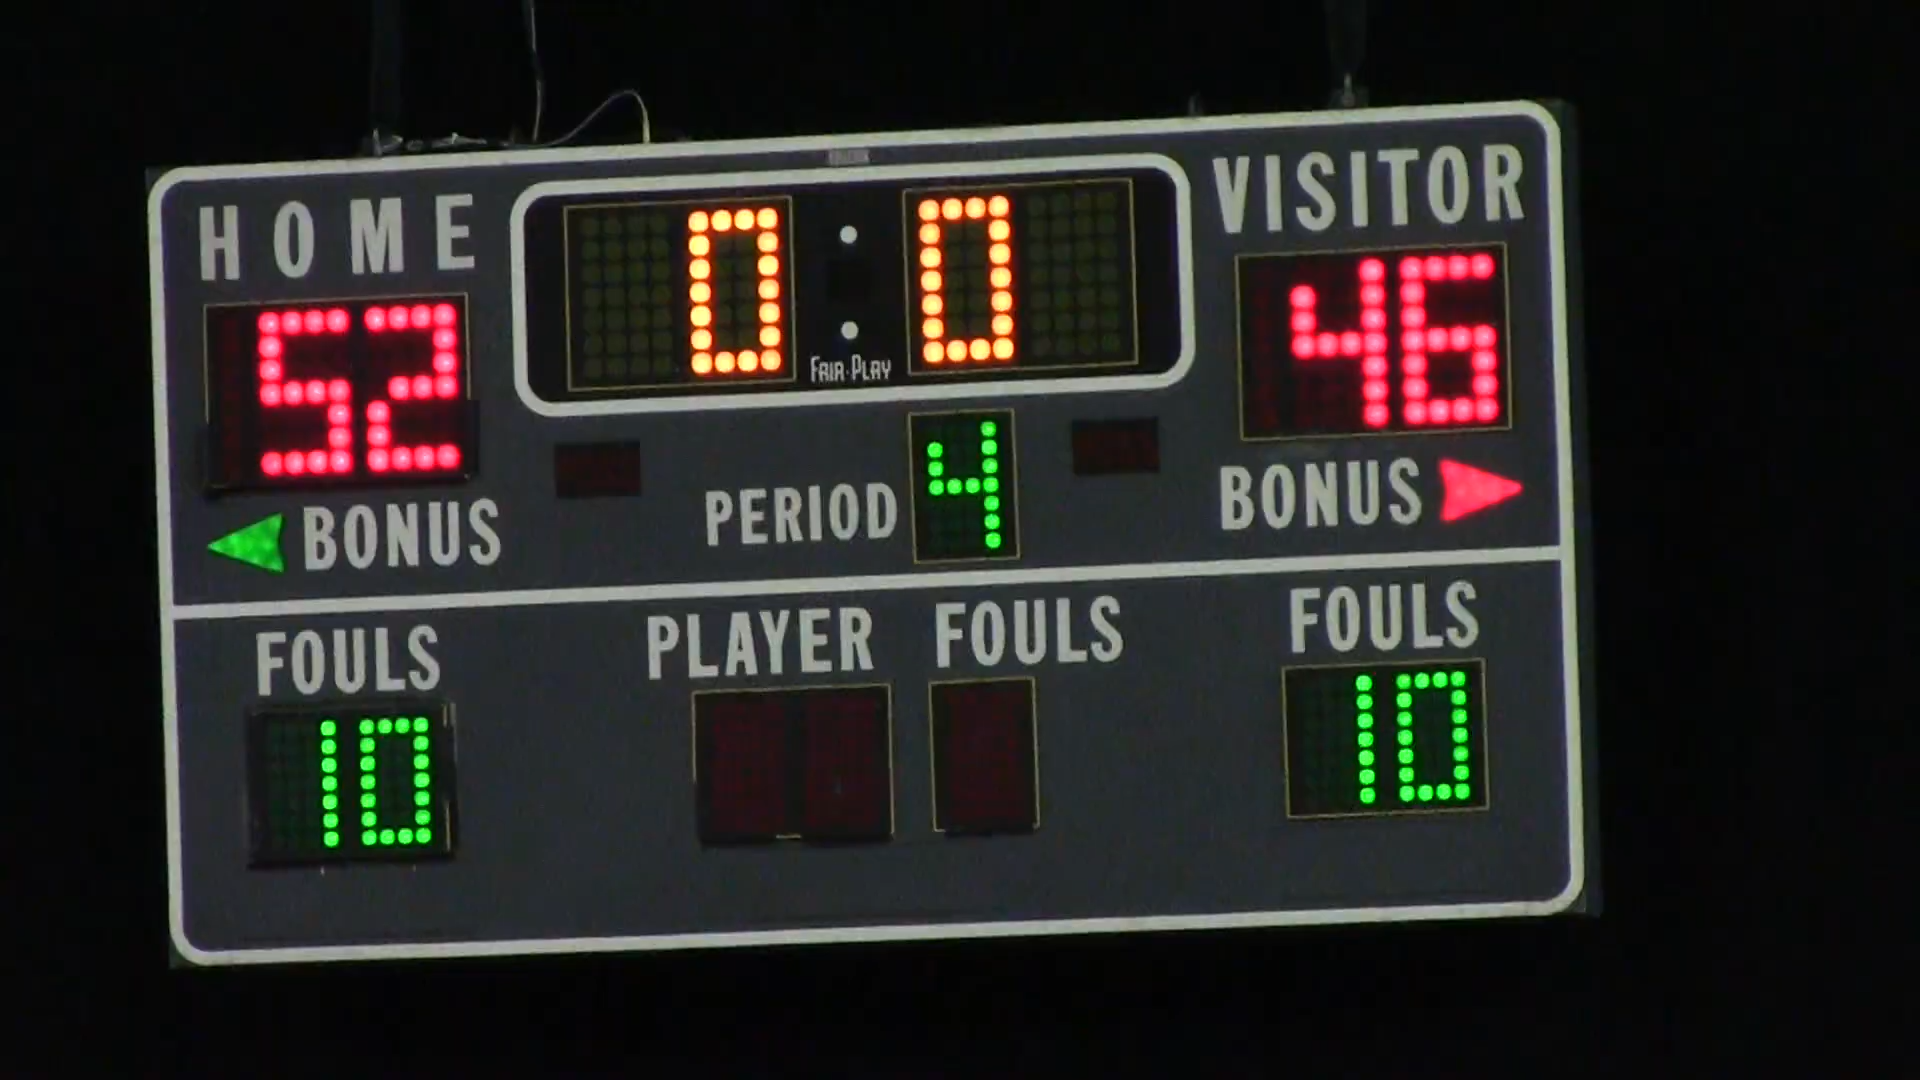 HOME
0 : 0
VISITOR
52
46
FAIR-PLAY
BONUS
PERIOD 4
BONUS
FOULS
PLAYER FOULS
FOULS
10
10